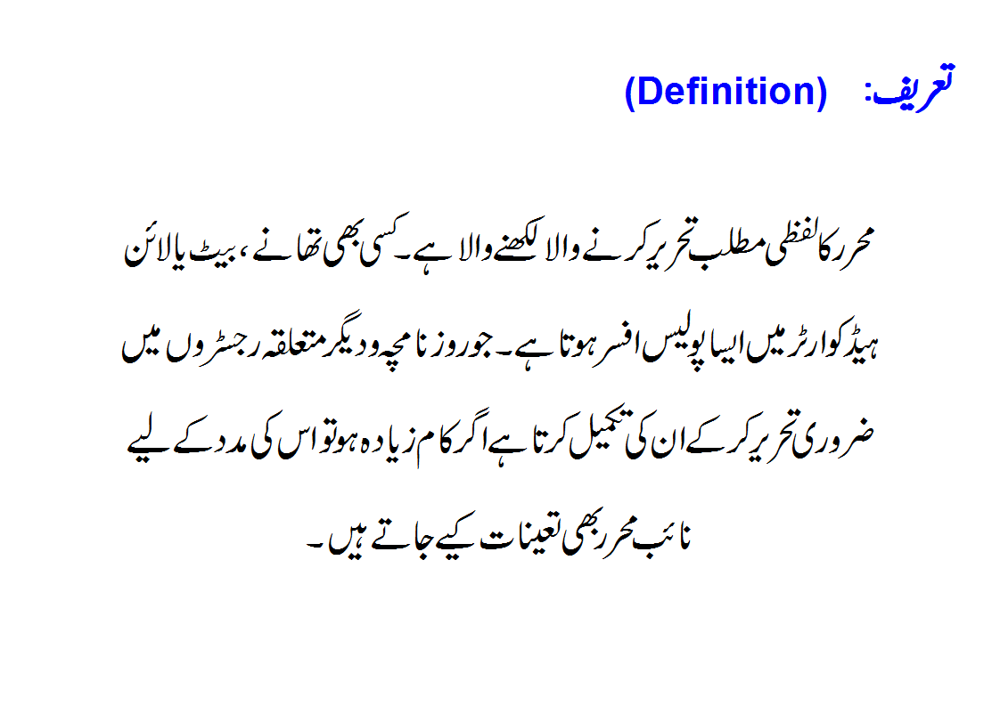 تعریف: (Definition)
محرر کا لفظی مطلب تحریر کرنے والا لکھنے والا ہے۔ کسی بھی تھانے، بیٹ یا لائن
ہیڈ کوارٹر میں ایسا پولیس افسر ہوتا ہے۔ جو روز نامچہ و دیگر متعلقہ رجسٹروں میں
ضروری تحریر کر کے ان کی تکمیل کرتا ہے اگر کام زیادہ ہو تو اس کی مدد کے لیے
نائب محرر بھی تعینات کیے جاتے ہیں۔